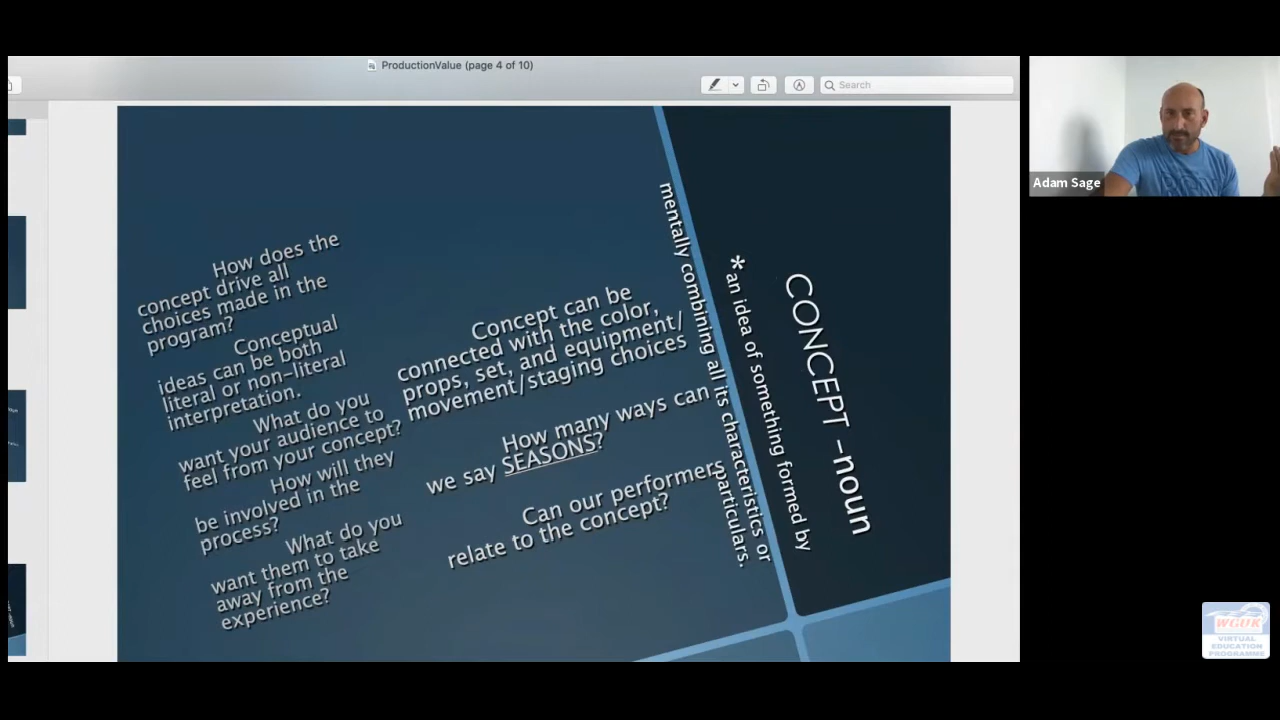 ProductionValue (page 4 of 10)
Search
Adam Sage
CONCEPT -noun
*an idea of something formed by
mentally combining all its characteristics or
particulars.
How does the
concept drive all
choices made in the
program?
Conceptual
ideas can be both
literal or non-literal
interpretation.
What do you
want your audience to
feel from your concept?
How will they
be involved in the
process?
What do you
want them to take
away from the
experience?
Concept can be
connected with the color,
props, set, and equipment/
movement/staging choices
How many ways can
we say SEASONS?
Can our performers
relate to the concept?
WGUK
VIRTUAL
EDUCATION
PROGRAMME